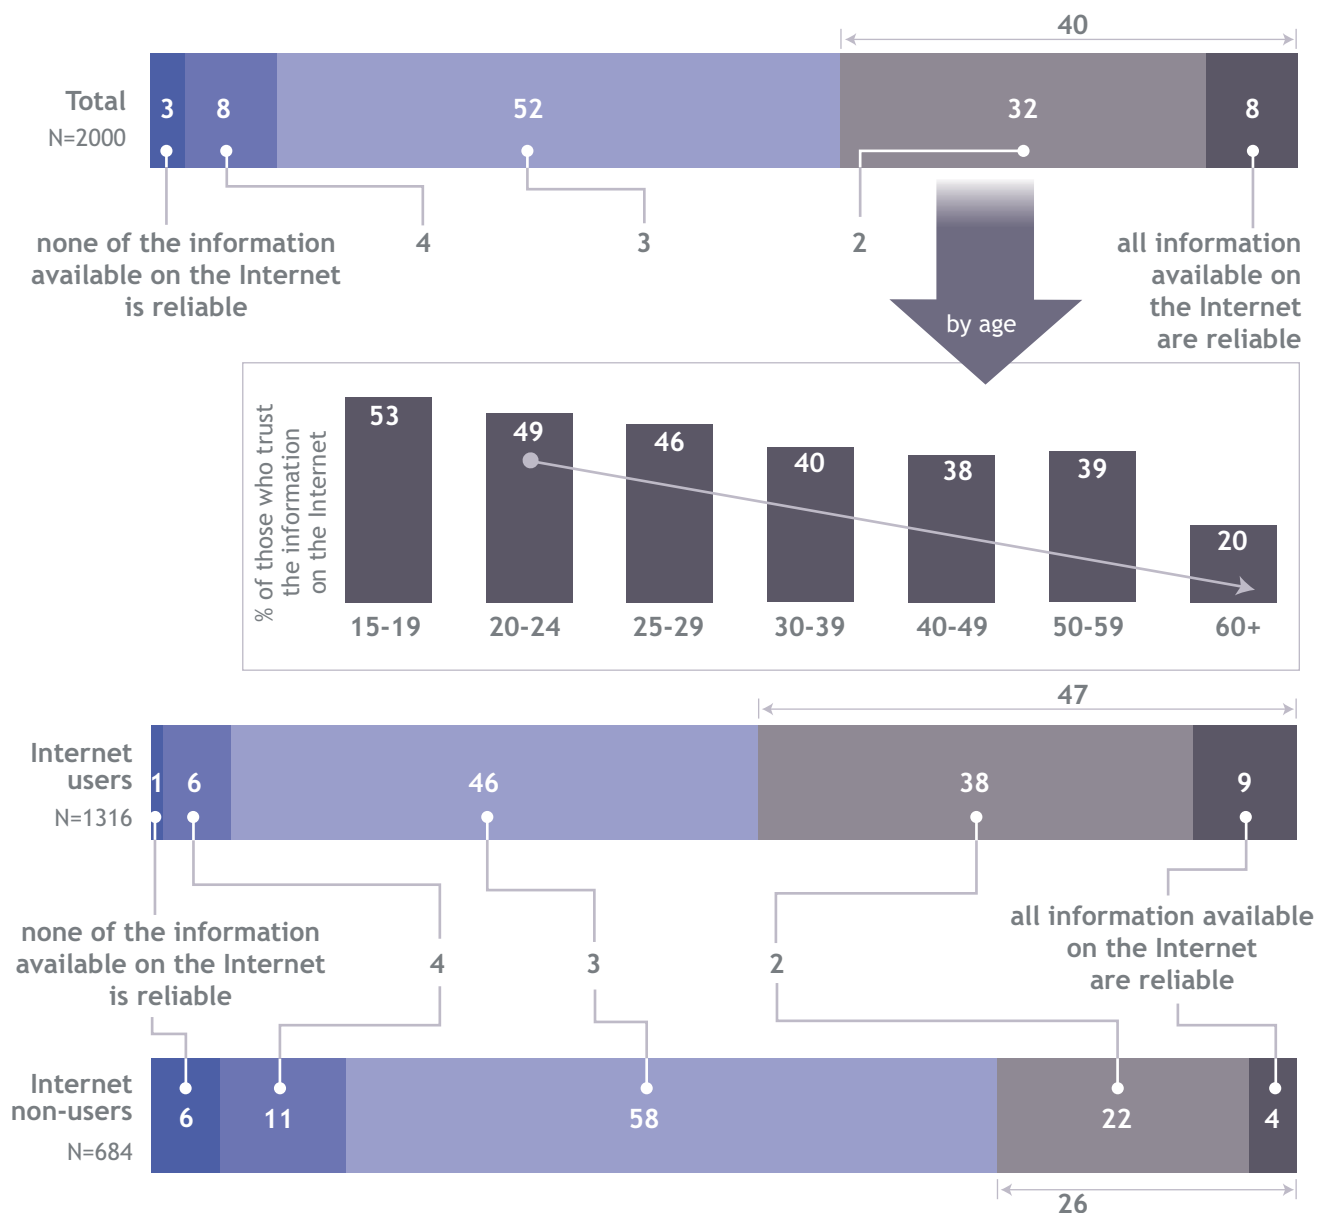 40
Total
N=2000
3 8 52 32 8
none of the information
available on the Internet
is reliable
4
3
2
all information
available on
the Internet
are reliable
by age
% of those who trust
the information
on the Internet
53 49 46 40 38 39 20
15-19 20-24 25-29 30-39 40-49 50-59 60+
47
Internet
users
N=1316
1 6 46 38 9
none of the information
available on the Internet
is reliable
4
3
2
all information available
on the Internet
are reliable
Internet
non-users
N=684
6 11 58 22 4
26